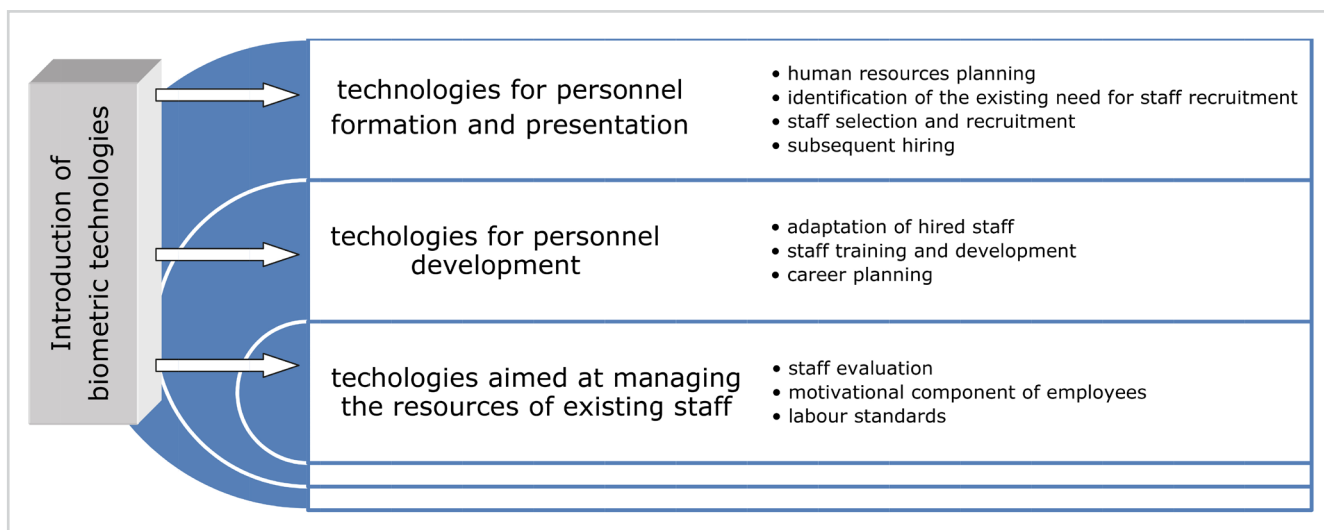 Introduction of
biometric technologies
technologies for personnel
formation and presentation
• human resources planning
• identification of the existing need for staff recruitment
• staff selection and recruitment
• subsequent hiring
techologies for personnel
development
• adaptation of hired staff
• staff training and development
• career planning
techologies aimed at managing
the resources of existing staff
• staff evaluation
• motivational component of employees
• labour standards